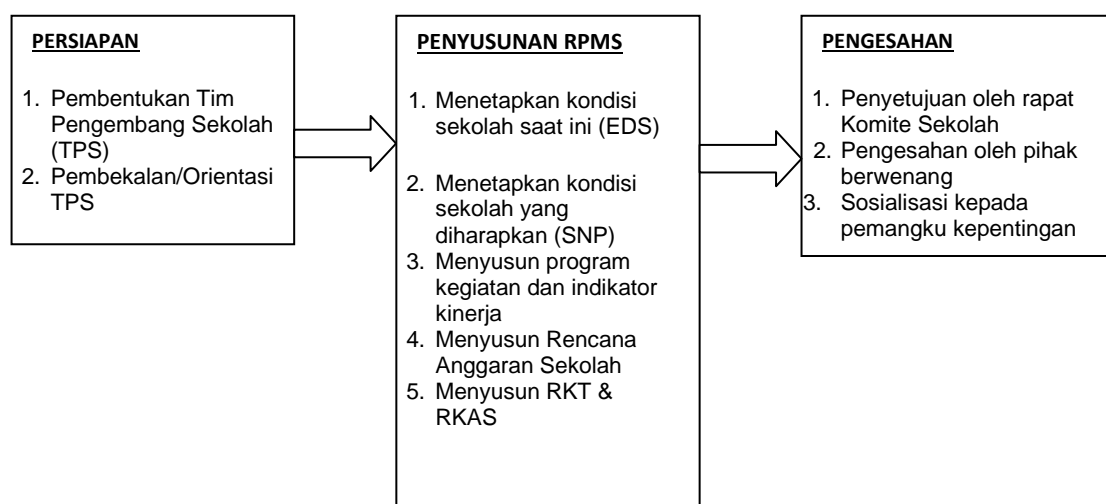 PERSIAPAN
1. Pembentukan Tim
Pengembang Sekolah
(TPS)
2. Pembekalan/Orientasi
TPS
PENYUSUNAN RPMS
1. Menetapkan kondisi
sekolah saat ini (EDS)
2. Menetapkan kondisi
sekolah yang
diharapkan (SNP)
3. Menyusun program
kegiatan dan indikator
kinerja
4. Menyusun Rencana
Anggaran Sekolah
5. Menyusun RKT &
RKAS
PENGESAHAN
1. Penyetujuan oleh rapat
Komite Sekolah
2. Pengesahan oleh pihak
berwenang
3. Sosialisasi kepada
pemangku kepentingan